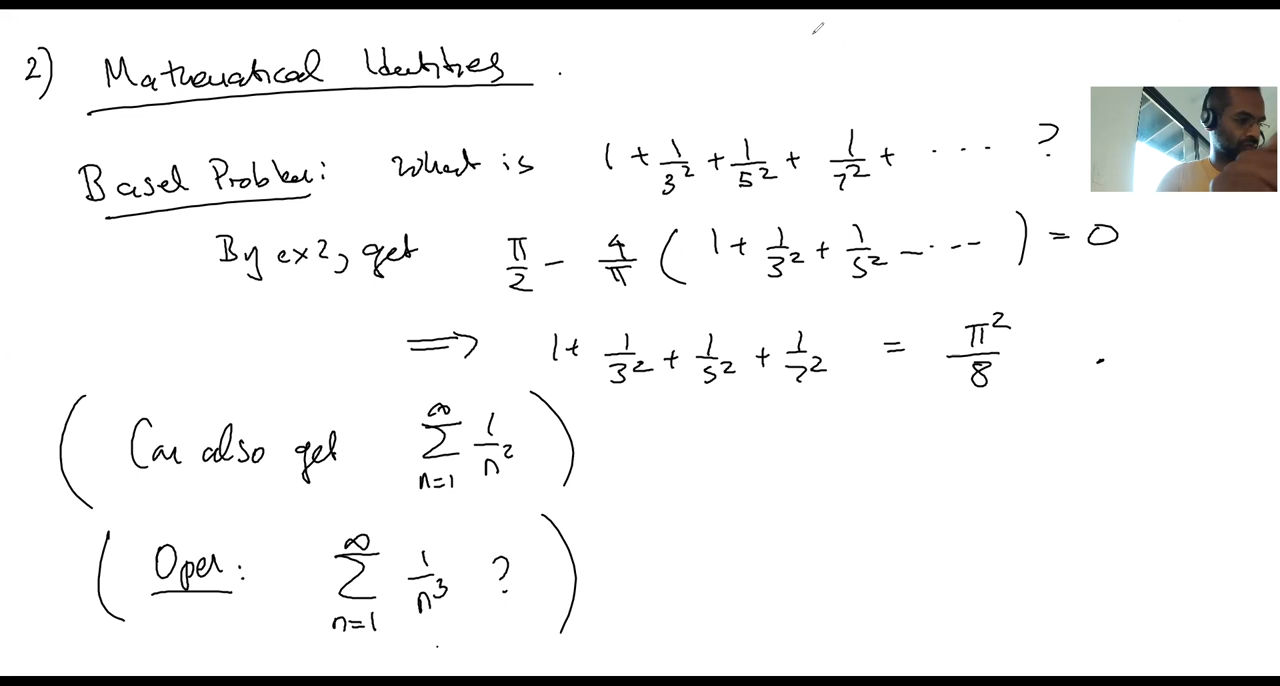 2) Mathematical Identities.
Basel Problem: What is 1 + 1/3² + 1/5² + 1/7² + ··· ?
By ex2, get π/2 - 4/π ( 1 + 1/3² + 1/5² - ···-- ) = 0
⟹ 1 + 1/3² + 1/5² + 1/7² = π²/8 .
( Can also get ∑_{n=1}^{∞} 1/n² )
( Open: ∑_{n=1}^{∞} 1/n³ ? )